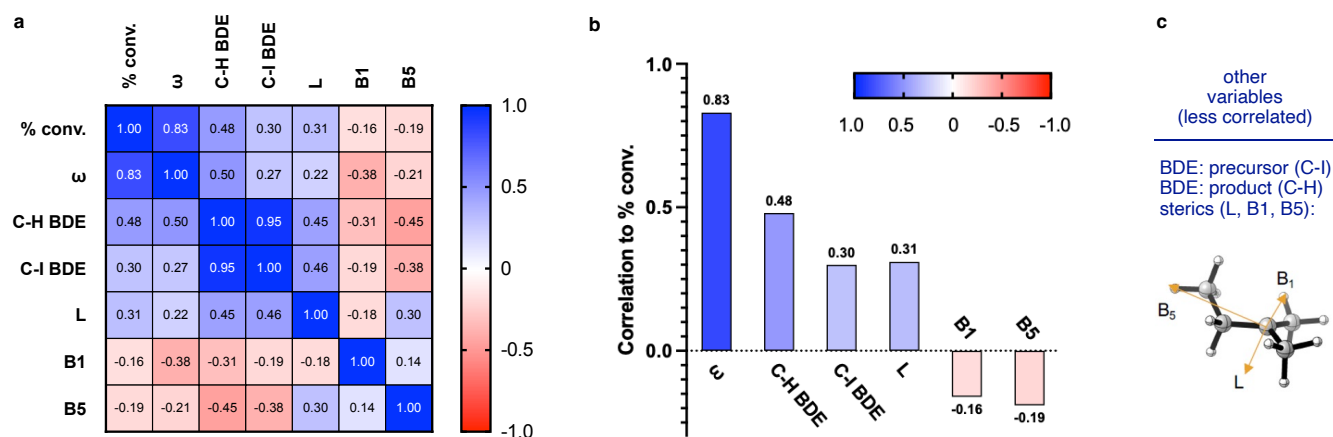 a
% conv.
ω
C-H BDE
C-I BDE
L
B1
B5
% conv. 1.00 0.83 0.48 0.30 0.31 -0.16 -0.19
ω 0.83 1.00 0.50 0.27 0.22 -0.38 -0.21
C-H BDE 0.48 0.50 1.00 0.95 0.45 -0.31 -0.45
C-I BDE 0.30 0.27 0.95 1.00 0.46 -0.19 -0.38
L 0.31 0.22 0.45 0.46 1.00 -0.18 0.30
B1 -0.16 -0.38 -0.31 -0.19 -0.18 1.00 0.14
B5 -0.19 -0.21 -0.45 -0.38 0.30 0.14 1.00
1.0
0.5
0
-0.5
-1.0
b
Correlation to % conv.
1.0
0.5
0.0
1.0 0.5 0 -0.5 -1.0
0.83
0.48
0.30
0.31
-0.16
-0.19
ω
C-H BDE
C-I BDE
L
B1
B5
c
other
variables
(less correlated)
BDE: precursor (C-I)
BDE: product (C-H)
sterics (L, B1, B5):
B1
B5
L